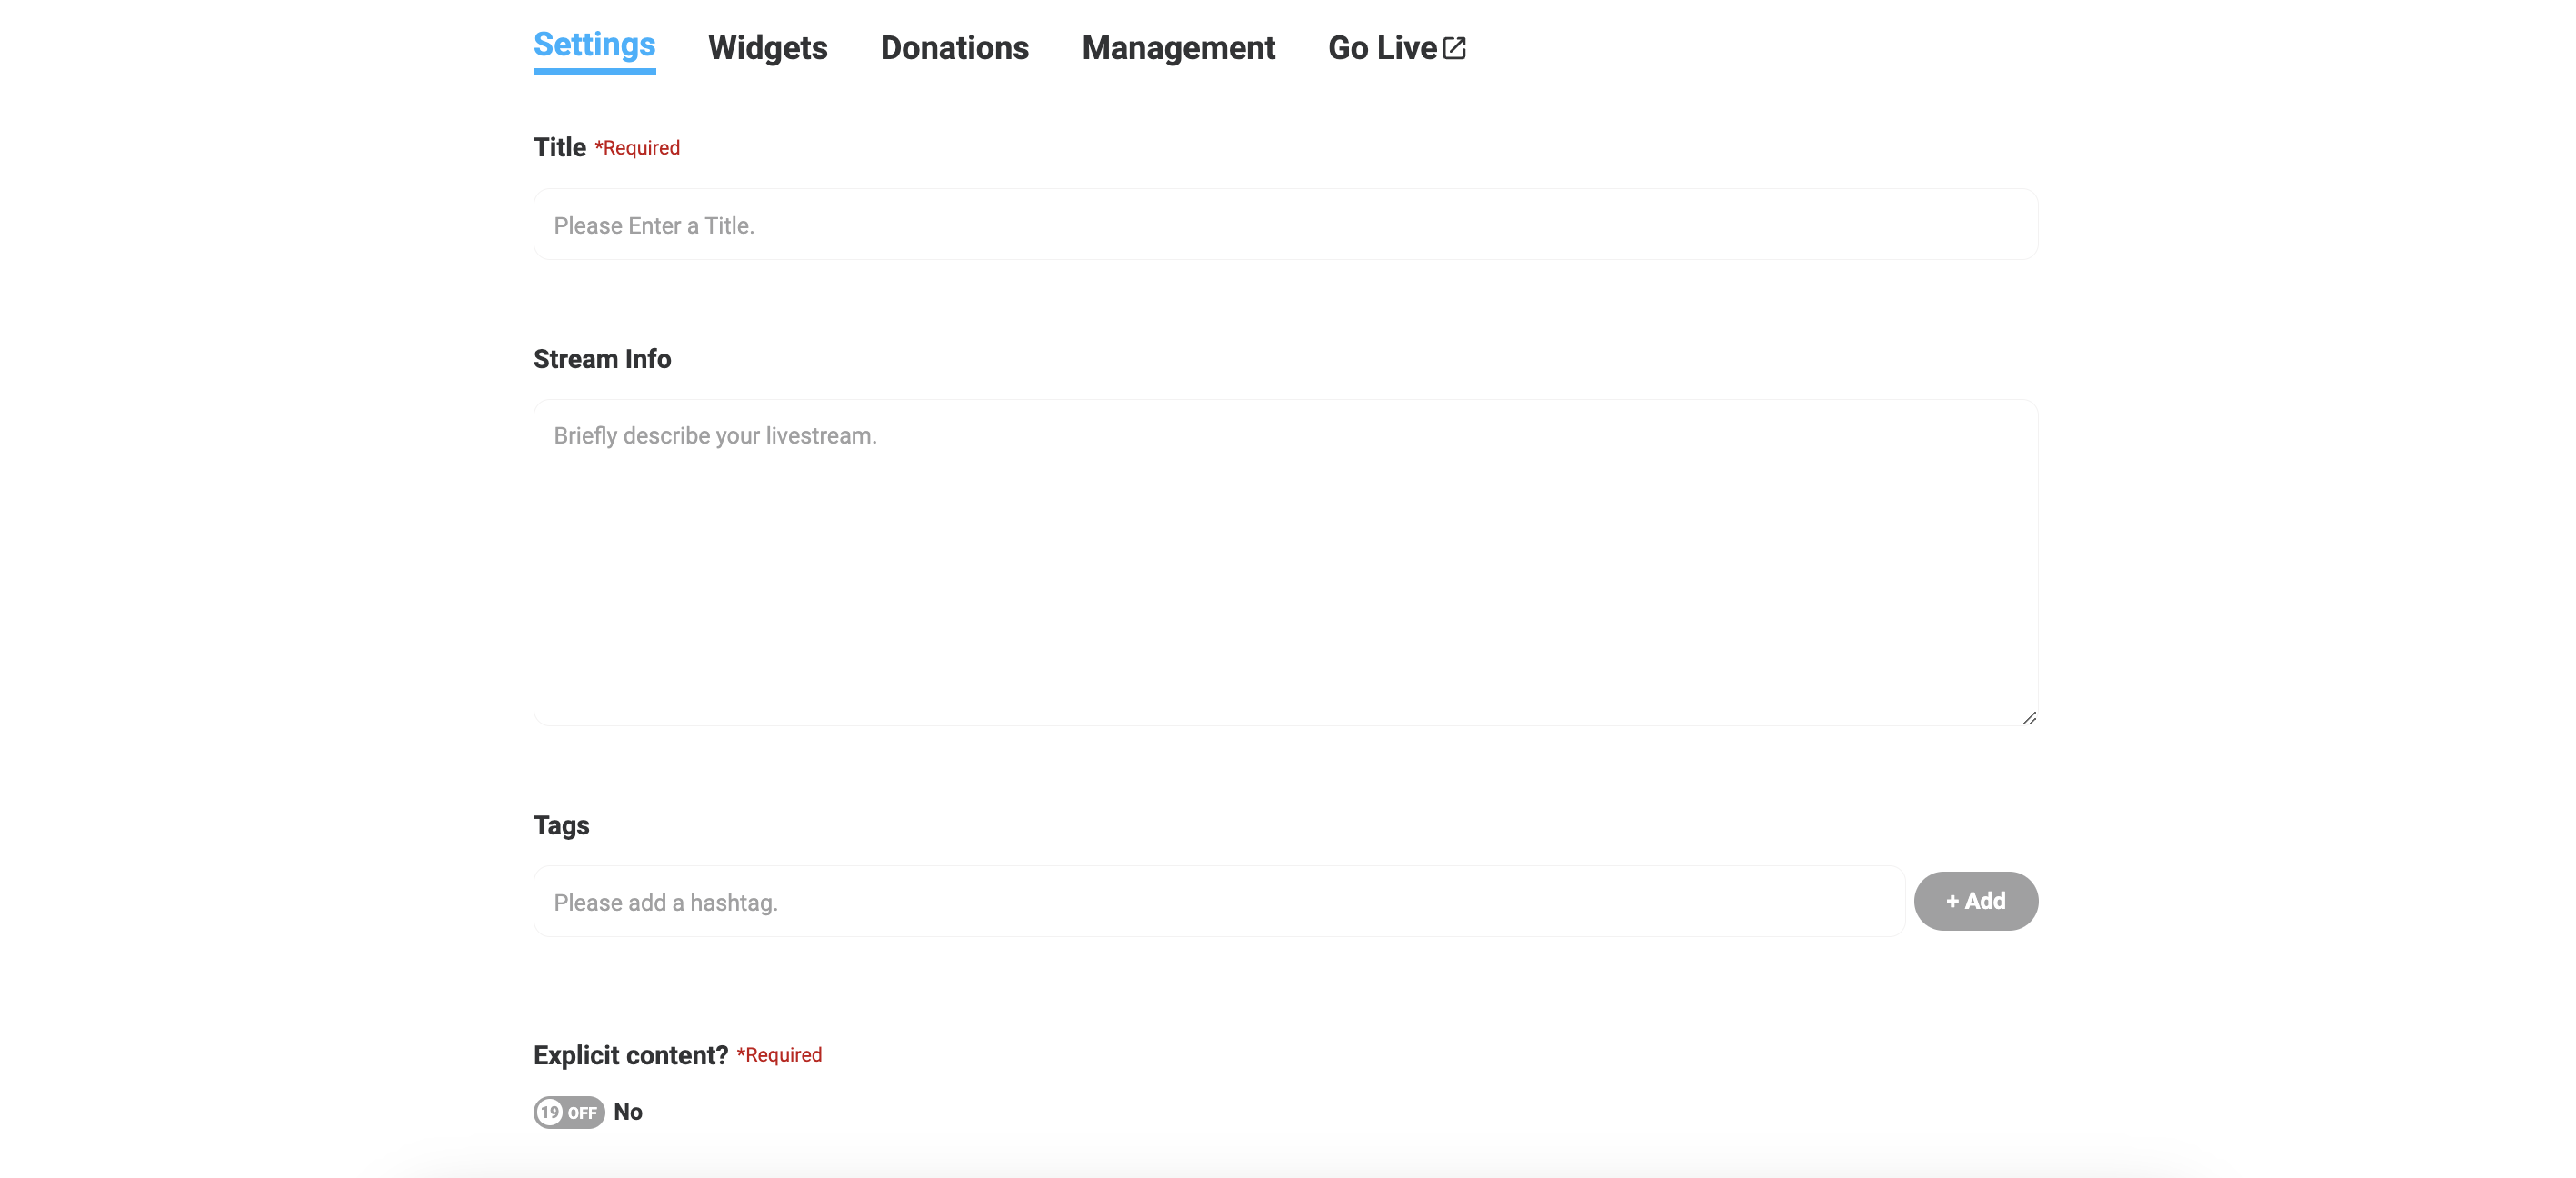 Settings Widgets Donations Management Go Live
Title *Required
Please Enter a Title.
Stream Info
Briefly describe your livestream.
Tags
Please add a hashtag.
+ Add
Explicit content? *Required
19 OFF No